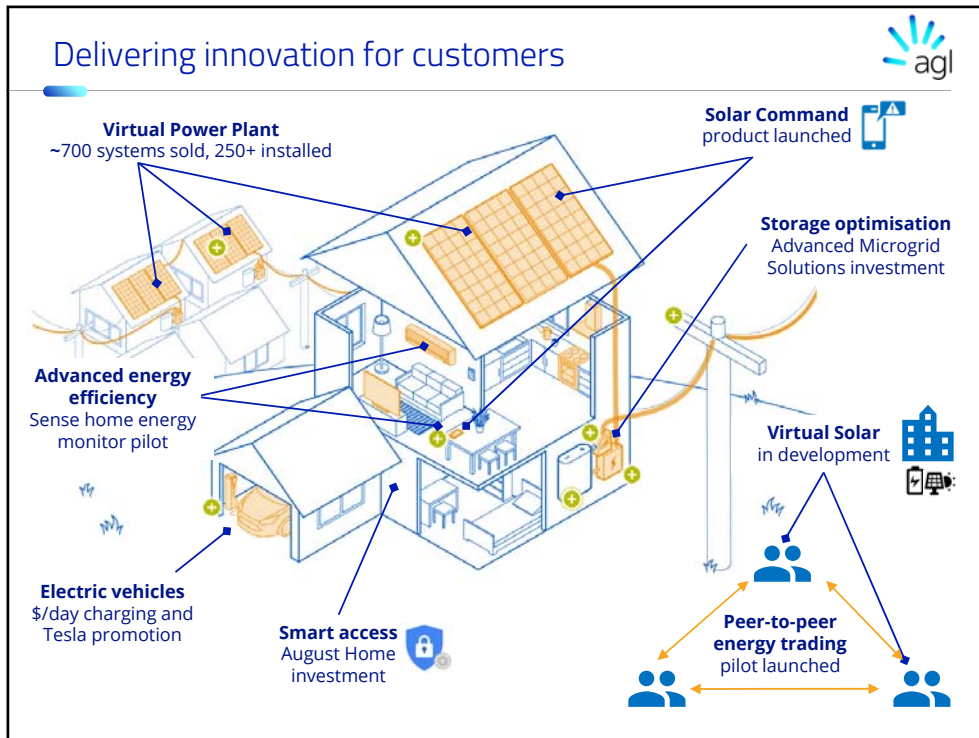 Delivering innovation for customers
agl
Virtual Power Plant
~700 systems sold, 250+ installed
Solar Command
product launched
Storage optimisation
Advanced Microgrid
Solutions investment
Advanced energy
efficiency
Sense home energy
monitor pilot
Virtual Solar
in development
Electric vehicles
$/day charging and
Tesla promotion
Smart access
August Home
investment
Peer-to-peer
energy trading
pilot launched